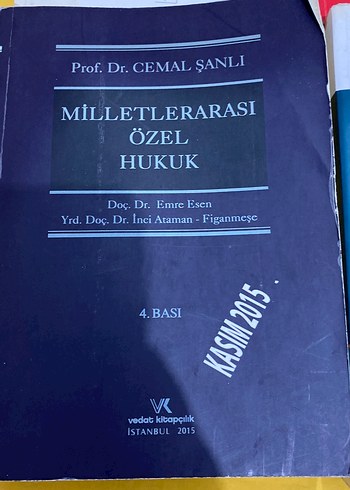 Prof. Dr. CEMAL ŞANLI
MİLLETLERARASI
ÖZEL
HUKUK
Doç. Dr. Emre Esen
Yrd. Doç. Dr. İnci Ataman - Figanmeşe
4. BASI
KASIM 2015
VK
vedat kitapçılık
İSTANBUL 2015